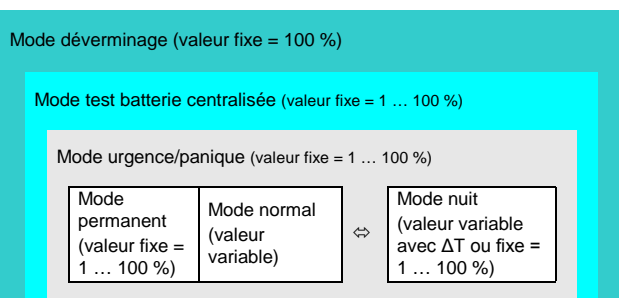 Mode déverminage (valeur fixe = 100 %)
Mode test batterie centralisée (valeur fixe = 1 … 100 %)
Mode urgence/panique (valeur fixe = 1 … 100 %)
Mode
permanent
(valeur fixe =
1 … 100 %)
Mode normal
(valeur
variable)
⇔
Mode nuit
(valeur variable
avec ΔT ou fixe =
1 … 100 %)